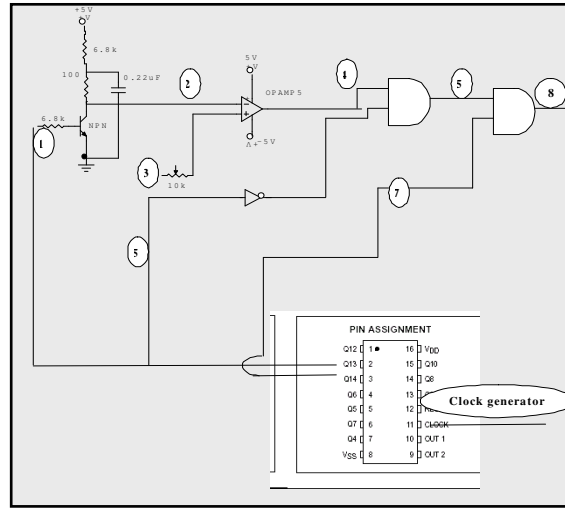 +5V
+V
6.8k
100
0.22uF
2
5V
+V
OPAMP5
4
5
8
6.8k
NPN
1
-5V
3
10k
7
5
PIN ASSIGNMENT
Q12 1 16 VDD
Q13 2 15 Q10
Q14 3 14 Q8
Q6 4 13
Q5 5 12
Q7 6 11 CLOCK
Q4 7 10 OUT 1
VSS 8 9 OUT 2
Clock generator